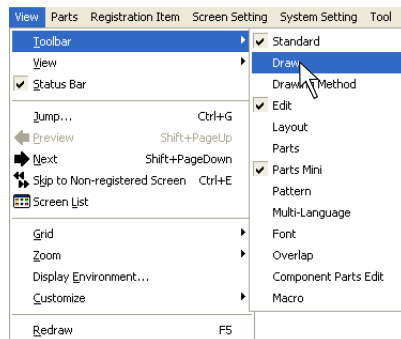 View Parts Registration Item Screen Setting System Setting Tool
Toolbar
View
Status Bar
Jump... Ctrl+G
Preview Shift+PageUp
Next Shift+PageDown
Skip to Non-registered Screen Ctrl+E
Screen List
Grid
Zoom
Display Environment...
Customize
Redraw F5
Standard
Draw
Drawing Method
Edit
Layout
Parts
Parts Mini
Pattern
Multi-Language
Font
Overlap
Component Parts Edit
Macro